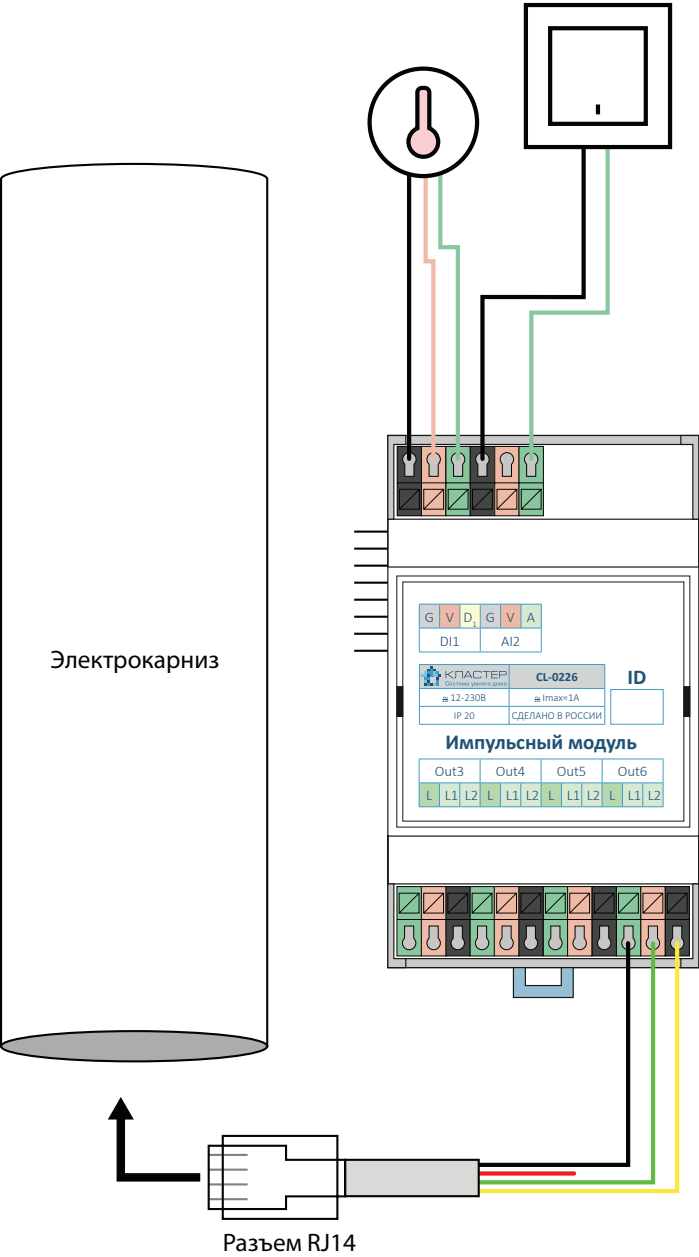 Электрокарниз
G V D1 G V A
DI1 AI2
КЛАСТЕР
Система умного дома
CL-0226
ID
12-230В
Imax=1A
IP 20
СДЕЛАНО В РОССИИ
Импульсный модуль
Out3 Out4 Out5 Out6
L L1 L2 L L1 L2 L L1 L2 L L1 L2
Разъем RJ14